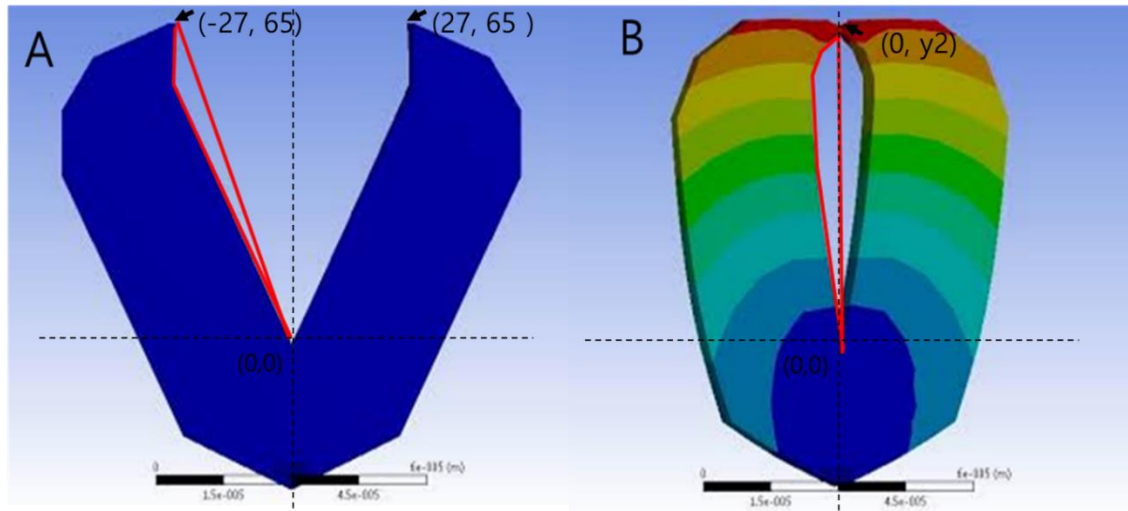 A
(-27, 65)
(27, 65 )
(0,0)
0
6e-005 (m)
1.5e-005
4.5e-005
B
(0, y2)
(0,0)
0
6e-005 (m)
1.5e-005
4.5e-005